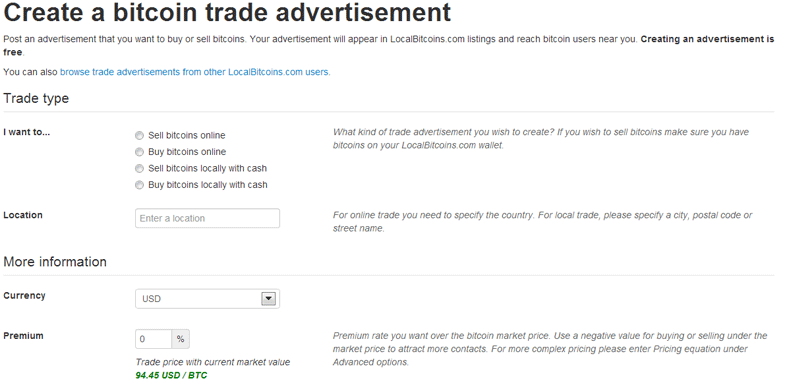 Create a bitcoin trade advertisement
Post an advertisement that you want to buy or sell bitcoins. Your advertisement will appear in LocalBitcoins.com listings and reach bitcoin users near you. Creating an advertisement is
free.
You can also browse trade advertisements from other LocalBitcoins.com users.
Trade type
I want to...
Sell bitcoins online
Buy bitcoins online
Sell bitcoins locally with cash
Buy bitcoins locally with cash
What kind of trade advertisement you wish to create? If you wish to sell bitcoins make sure you have
bitcoins on your LocalBitcoins.com wallet.
Location
Enter a location
For online trade you need to specify the country. For local trade, please specify a city, postal code or
street name.
More information
Currency
USD
Premium
0 %
Trade price with current market value
94.45 USD / BTC
Premium rate you want over the bitcoin market price. Use a negative value for buying or selling under the
market price to attract more contacts. For more complex pricing please enter Pricing equation under
Advanced options.